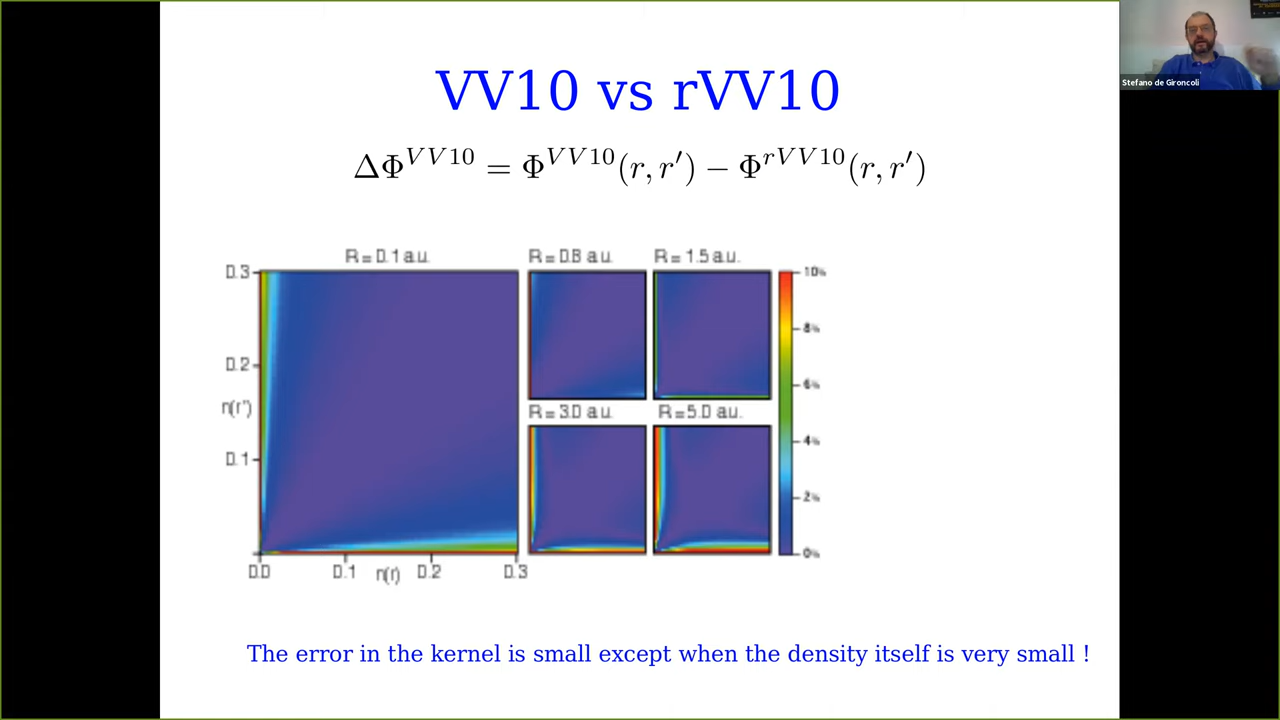 VV10 vs rVV10
ΔΦ^{VV10} = Φ^{VV10}(r, r′) − Φ^{rVV10}(r, r′)
R = 0.1 a.u.
R = 0.8 a.u.
R = 1.5 a.u.
R = 3.0 a.u.
R = 5.0 a.u.
0.3
0.2
n(r')
0.1
0.0 0.1 n(r) 0.2 0.3
10%
8%
6%
4%
2%
0%
The error in the kernel is small except when the density itself is very small !
Stefano de Gironcoli